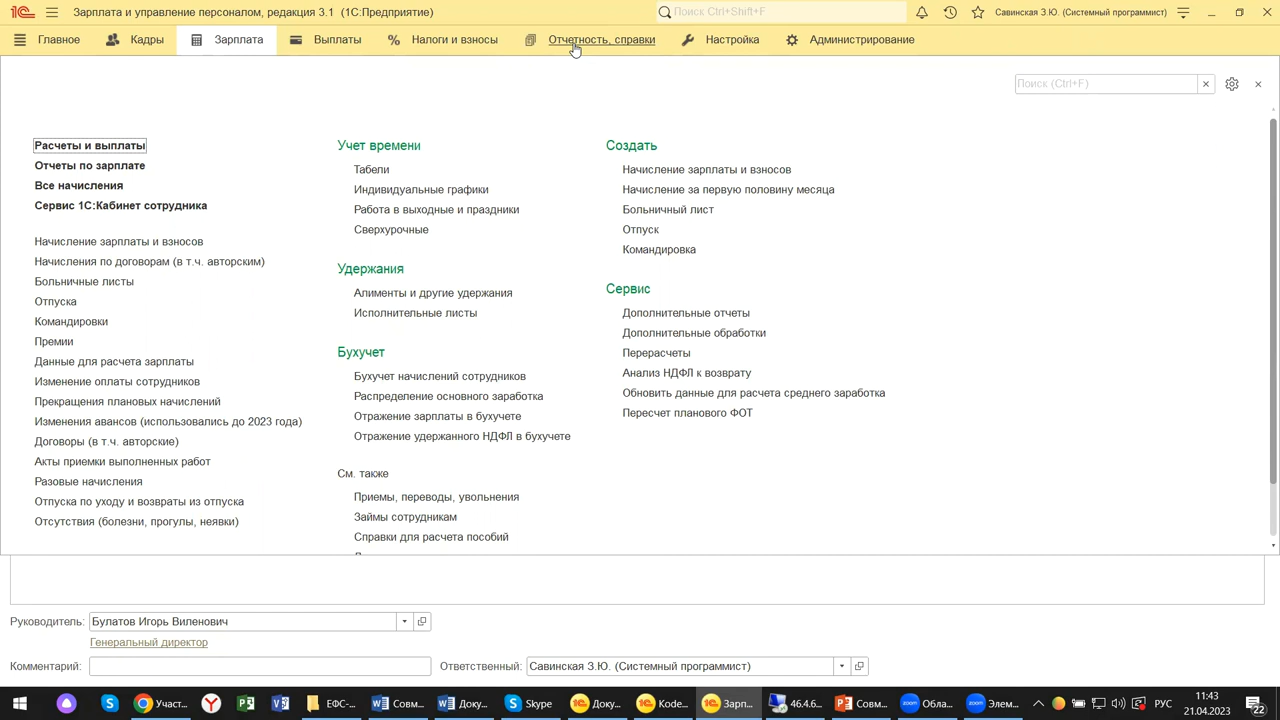 Зарплата и управление персоналом, редакция 3.1 (1С:Предприятие)
Поиск Ctrl+Shift+F
Савинская З.Ю. (Системный программист)
Главное
Кадры
Зарплата
Выплаты
Налоги и взносы
Отчетность, справки
Настройка
Администрирование
Поиск (Ctrl+F)
Расчеты и выплаты
Отчеты по зарплате
Все начисления
Сервис 1С:Кабинет сотрудника
Начисление зарплаты и взносов
Начисления по договорам (в т.ч. авторским)
Больничные листы
Отпуска
Командировки
Премии
Данные для расчета зарплаты
Изменение оплаты сотрудников
Прекращения плановых начислений
Изменения авансов (использовались до 2023 года)
Договоры (в т.ч. авторские)
Акты приемки выполненных работ
Разовые начисления
Отпуска по уходу и возвраты из отпуска
Отсутствия (болезни, прогулы, неявки)
Учет времени
Табели
Индивидуальные графики
Работа в выходные и праздники
Сверхурочные
Удержания
Алименты и другие удержания
Исполнительные листы
Бухучет
Бухучет начислений сотрудников
Распределение основного заработка
Отражение зарплаты в бухучете
Отражение удержанного НДФЛ в бухучете
См. также
Приемы, переводы, увольнения
Займы сотрудникам
Справки для расчета пособий
Создать
Начисление зарплаты и взносов
Начисление за первую половину месяца
Больничный лист
Отпуск
Командировка
Сервис
Дополнительные отчеты
Дополнительные обработки
Перерасчеты
Анализ НДФЛ к возврату
Обновить данные для расчета среднего заработка
Пересчет планового ФОТ
Руководитель: Булатов Игорь Виленович
Генеральный директор
Комментарий:
Ответственный: Савинская З.Ю. (Системный программист)
Участ...
ЕФС-...
Совм...
Доку...
Skype
Доку...
Kode...
Зарп...
46.4.6...
Совм...
Обла...
Элем...
РУС
11:43
21.04.2023
22